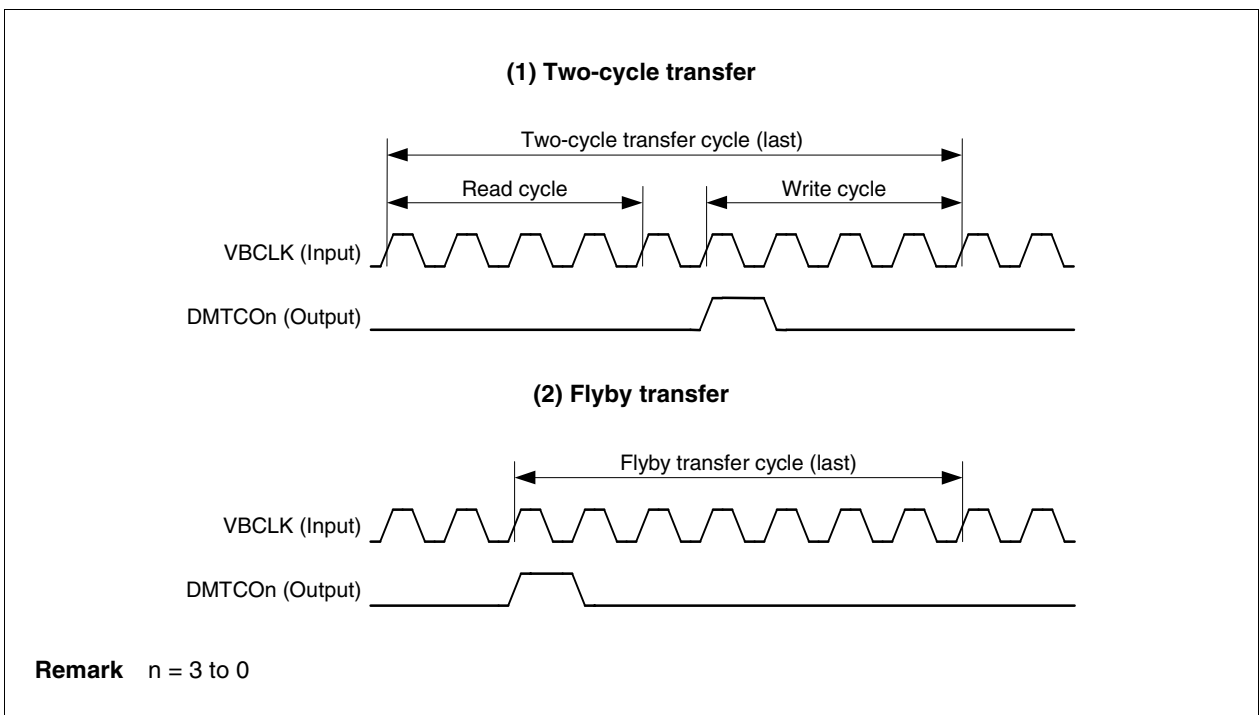 (1) Two-cycle transfer
Two-cycle transfer cycle (last)
Read cycle
Write cycle
VBCLK (Input)
DMTCOn (Output)
(2) Flyby transfer
Flyby transfer cycle (last)
VBCLK (Input)
DMTCOn (Output)
Remark n = 3 to 0